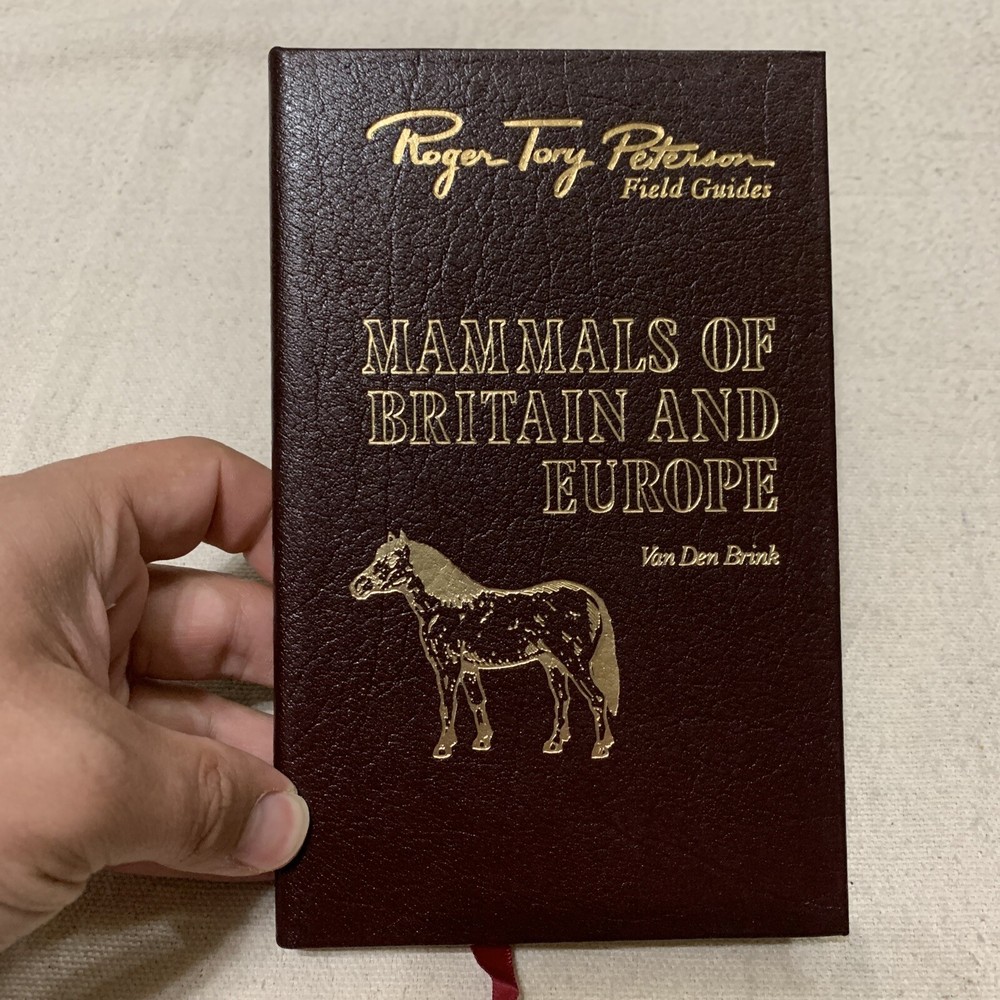 Roger Tory Peterson
Field Guides
MAMMALS OF
BRITAIN AND
EUROPE
Van Den Brink